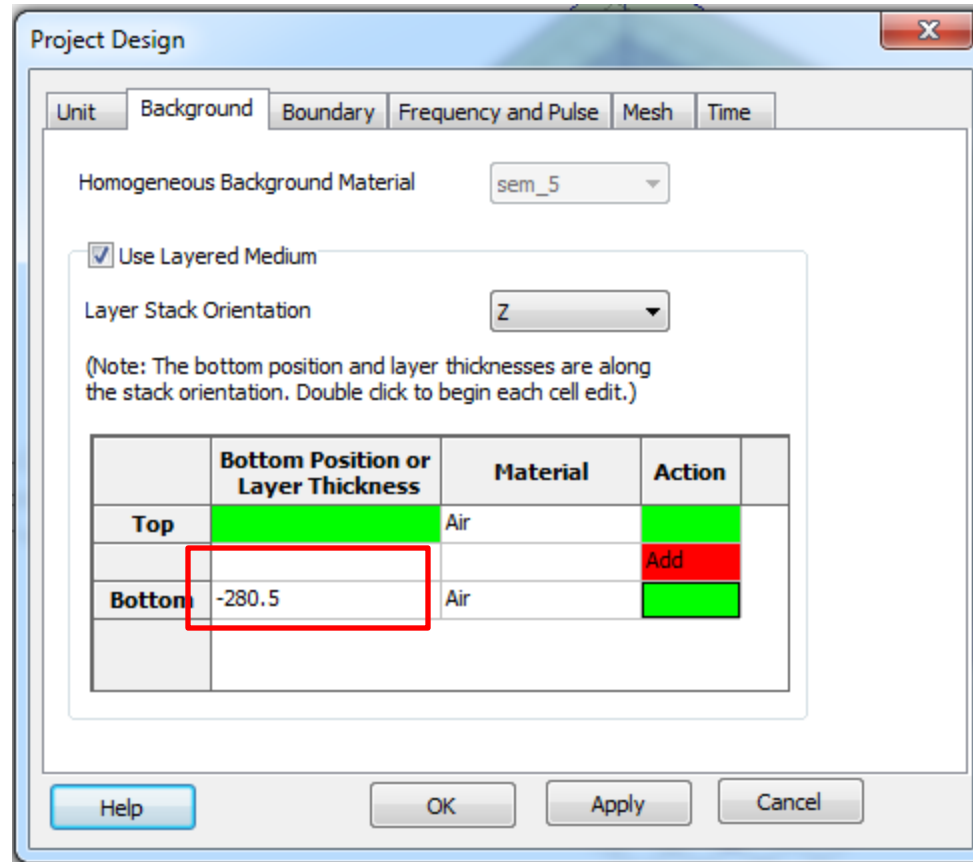 Project Design
X
Unit Background Boundary Frequency and Pulse Mesh Time
Homogeneous Background Material sem_5
Use Layered Medium
Layer Stack Orientation Z
(Note: The bottom position and layer thicknesses are along
the stack orientation. Double click to begin each cell edit.)
Bottom Position or
Layer Thickness Material Action
Top Air
Add
Bottom -280.5 Air
Help OK Apply Cancel